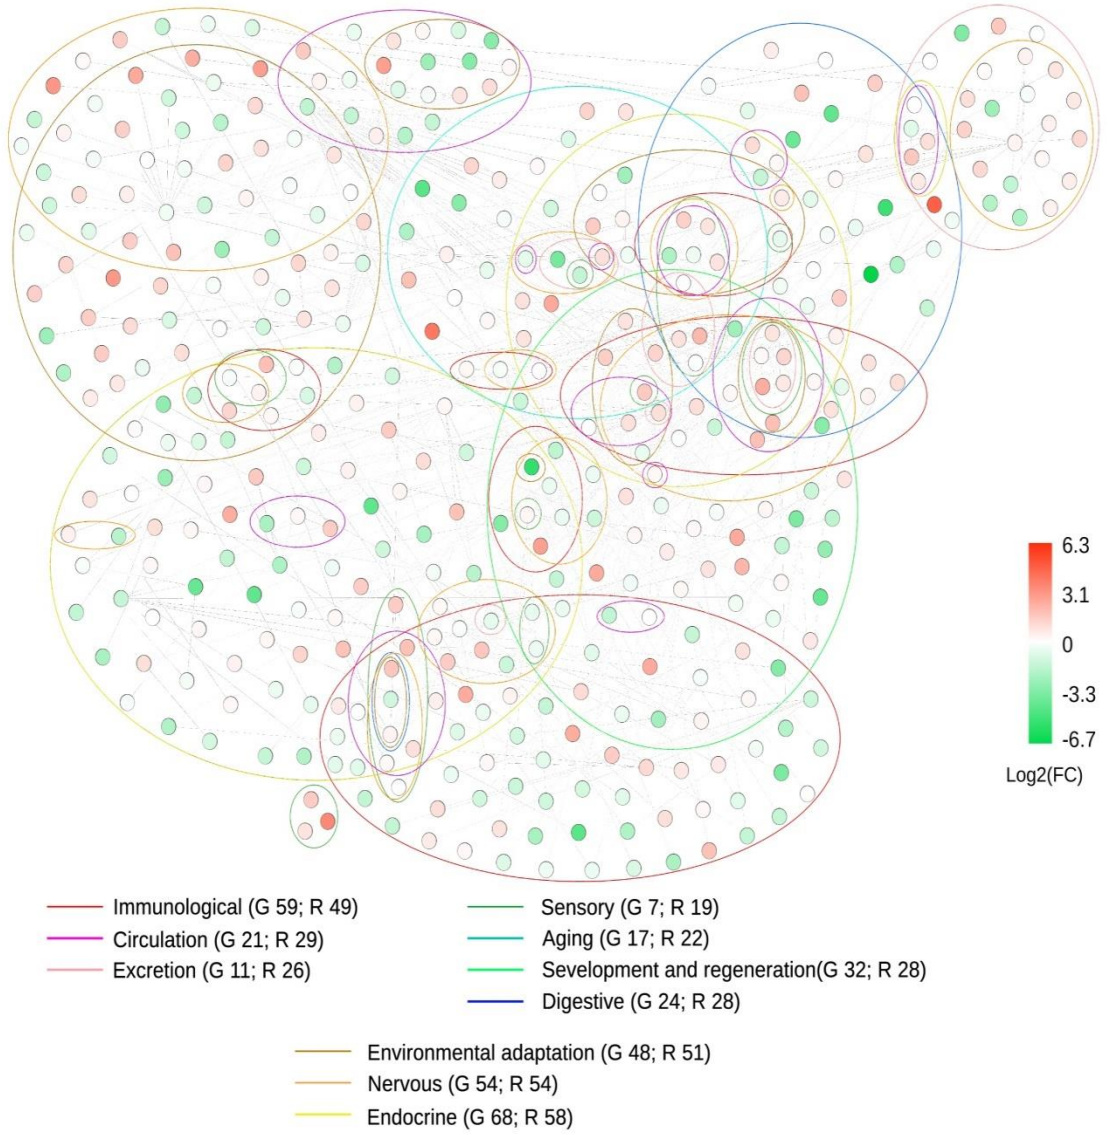 6.3
3.1
0
-3.3
-6.7
Log2(FC)
Immunological (G 59; R 49)
Circulation (G 21; R 29)
Excretion (G 11; R 26)
Sensory (G 7; R 19)
Aging (G 17; R 22)
Sevelopment and regeneration(G 32; R 28)
Digestive (G 24; R 28)
Environmental adaptation (G 48; R 51)
Nervous (G 54; R 54)
Endocrine (G 68; R 58)